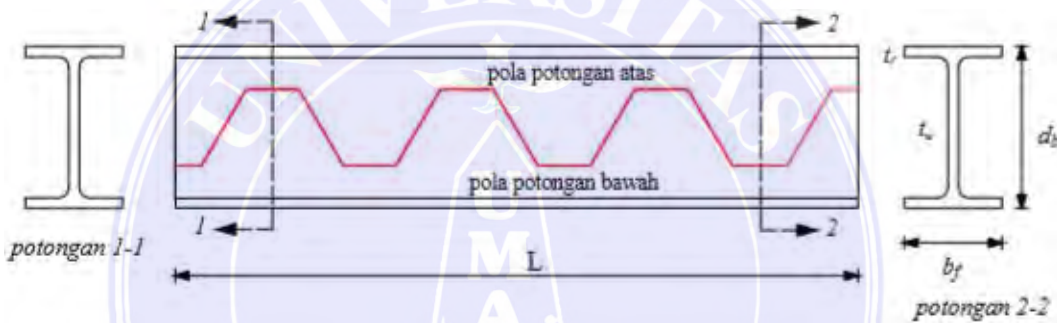 UNIVERSITAS
1
2
pola potongan atas
t_f
t_w
d_b
pola potongan bawah
1
2
potongan 1-1
L
b_f
potongan 2-2
U
M
A